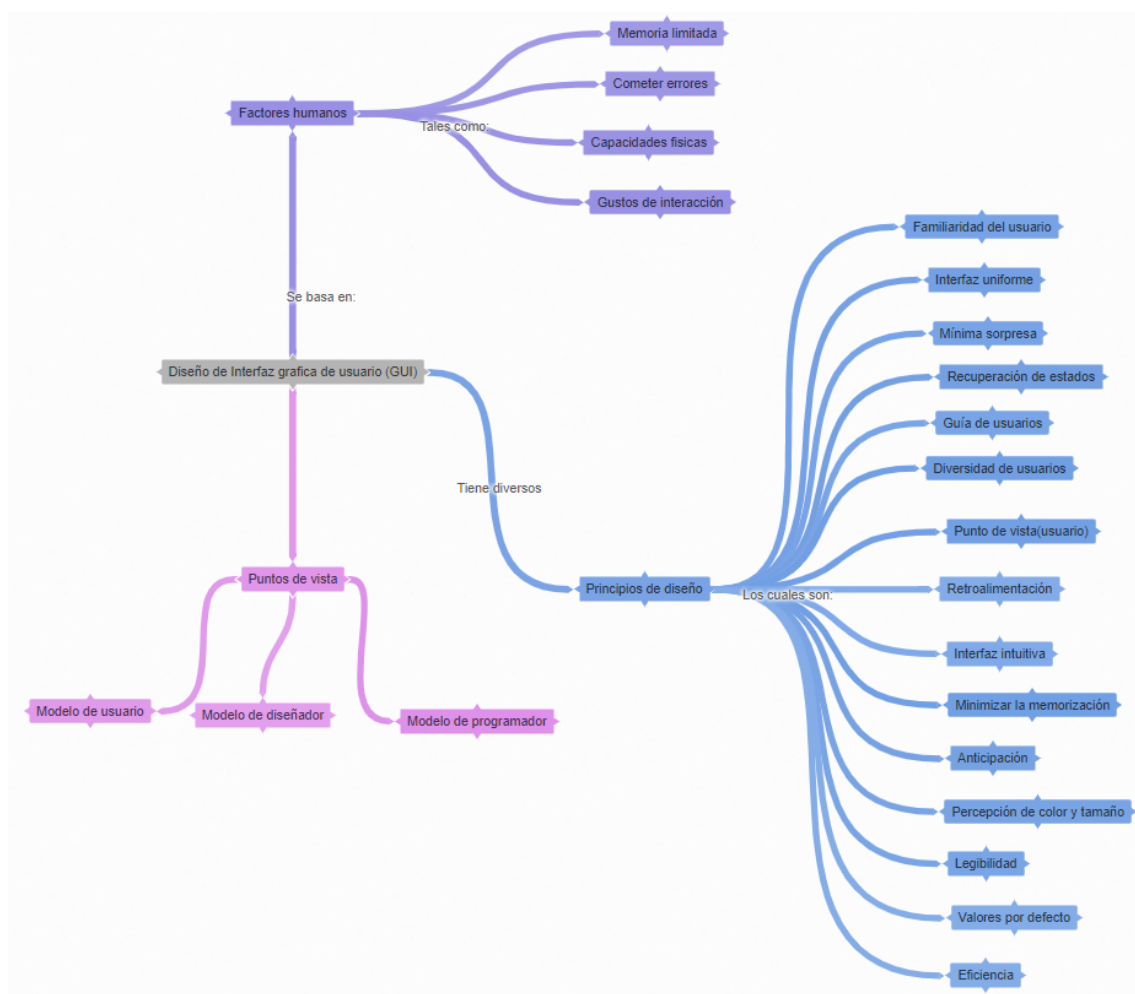 Memoria limitada
Cometer errores
Factores humanos
Tales como:
Capacidades fisicas
Gustos de interacción
Se basa en:
Diseño de Interfaz grafica de usuario (GUI)
Tiene diversos
Puntos de vista
Modelo de usuario
Modelo de diseñador
Modelo de programador
Principios de diseño
Los cuales son:
Familiaridad del usuario
Interfaz uniforme
Mínima sorpresa
Recuperación de estados
Guía de usuarios
Diversidad de usuarios
Punto de vista(usuario)
Retroalimentación
Interfaz intuitiva
Minimizar la memorización
Anticipación
Percepción de color y tamaño
Legibilidad
Valores por defecto
Eficiencia